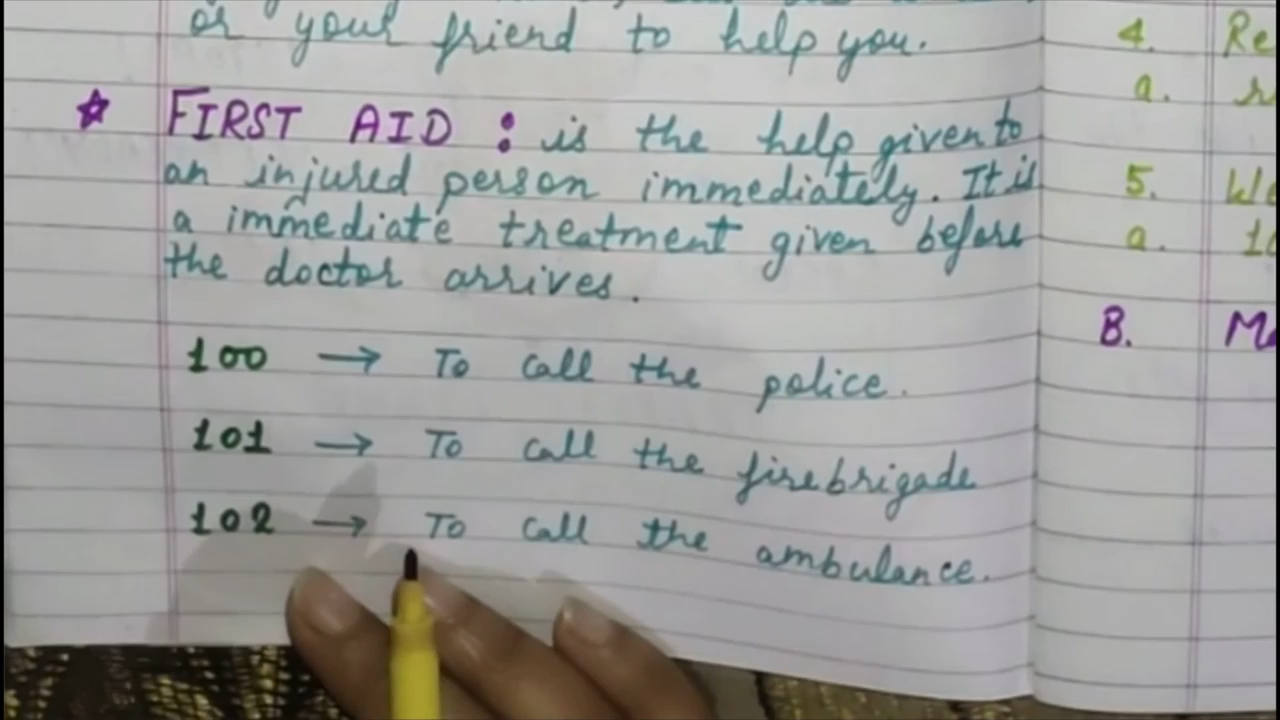 or your friend to help you.
☆ FIRST AID : is the help given to
an injured person immediately. It is
a immediate treatment given before
the doctor arrives.
100 → To call the police.
101 → To call the firebrigade
102 → To call the ambulance.
4.
a.
5.
a.
B.